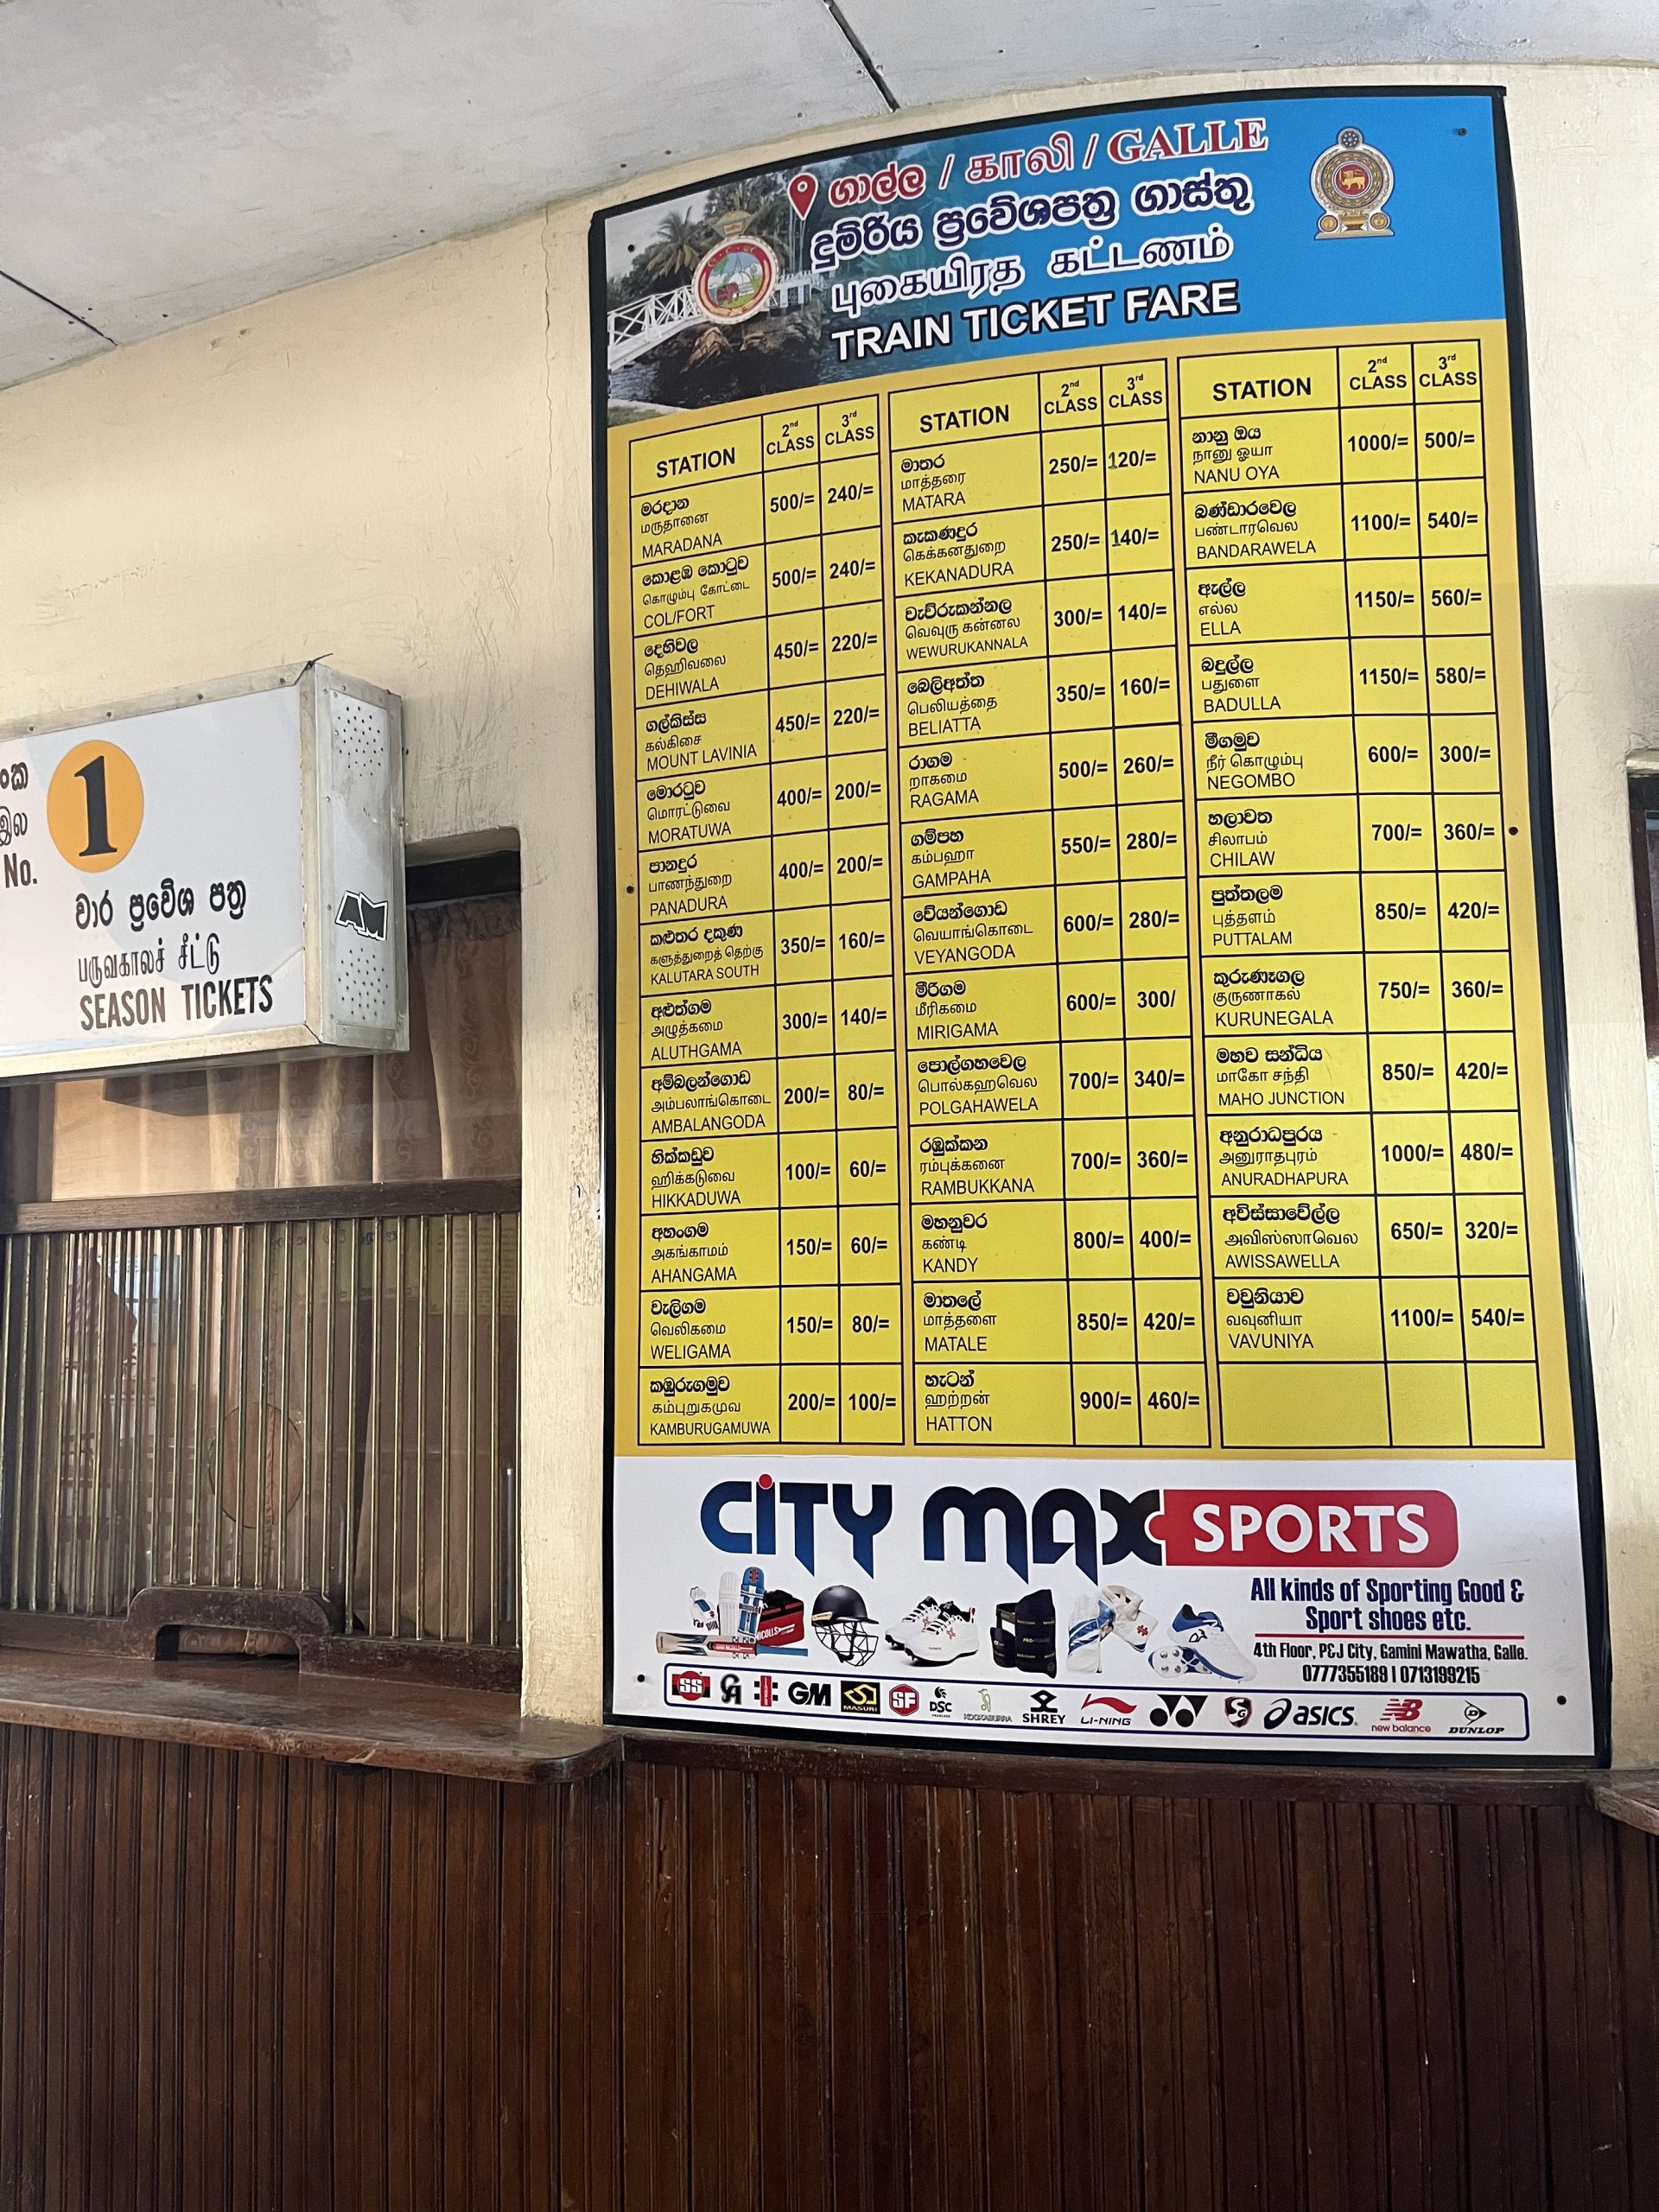 ගාල්ල / காலி / GALLE
දුම්රිය ප්‍රවේශපත්‍ර ගාස්තු
புகையிரத கட்டணம்
TRAIN TICKET FARE
STATION 2nd CLASS 3rd CLASS
මරදාන
மருதானை
MARADANA 500/= 240/=
කොළඹ කොටුව
கொழும்பு கோட்டை
COL/FORT 500/= 240/=
දෙහිවල
தெஹிவலை
DEHIWALA 450/= 220/=
ගල්කිස්ස
கல்கிசை
MOUNT LAVINIA 450/= 220/=
මොරටුව
மொரட்டுவை
MORATUWA 400/= 200/=
පානදුර
பாணந்துறை
PANADURA 400/= 200/=
කළුතර දකුණ
களுத்துறைத் தெற்கு
KALUTARA SOUTH 350/= 160/=
අළුත්ගම
அழுத்கமை
ALUTHGAMA 300/= 140/=
අම්බලන්ගොඩ
அம்பலாங்கொடை
AMBALANGODA 200/= 80/=
හික්කඩුව
ஹிக்கடுவை
HIKKADUWA 100/= 60/=
අහංගම
அகங்காமம்
AHANGAMA 150/= 60/=
වැලිගම
வெலிகமை
WELIGAMA 150/= 80/=
කඹුරුගමුව
கம்புறுகமுவ
KAMBURUGAMUWA 200/= 100/=
STATION 2nd CLASS 3rd CLASS
මාතර
மாத்தரை
MATARA 250/= 120/=
කැකණදුර
கெக்கனதுறை
KEKANADURA 250/= 140/=
වැව්රුකන්නල
வெவுரு கன்னல
WEWURUKANNALA 300/= 140/=
බෙලිඅත්ත
பெலியத்தை
BELIATTA 350/= 160/=
රාගම
றாகமை
RAGAMA 500/= 260/=
ගම්පහ
கம்பஹா
GAMPAHA 550/= 280/=
වේයන්ගොඩ
வெயாங்கொடை
VEYANGODA 600/= 280/=
මීරිගම
மீரிகமை
MIRIGAMA 600/= 300/
පොල්ගහවෙල
பொல்கஹவெல
POLGAHAWELA 700/= 340/=
රඹුක්කන
ரம்புக்கனை
RAMBUKKANA 700/= 360/=
මහනුවර
கண்டி
KANDY 800/= 400/=
මාතලේ
மாத்தளை
MATALE 850/= 420/=
හැටන්
ஹற்றன்
HATTON 900/= 460/=
STATION 2nd CLASS 3rd CLASS
නානු ඔය
நானு ஓயா
NANU OYA 1000/= 500/=
බණ්ඩාරවෙල
பண்டாரவெல
BANDARAWELA 1100/= 540/=
ඇල්ල
எல்ல
ELLA 1150/= 560/=
බදුල්ල
பதுளை
BADULLA 1150/= 580/=
මීගමුව
நீர் கொழும்பு
NEGOMBO 600/= 300/=
හලාවත
சிலாபம்
CHILAW 700/= 360/=
පුත්තලම
புத்தளம்
PUTTALAM 850/= 420/=
කුරුණෑගල
குருணாகல்
KURUNEGALA 750/= 360/=
මහව සන්ධිය
மாகோ சந்தி
MAHO JUNCTION 850/= 420/=
අනුරාධපුරය
அனுராதபுரம்
ANURADHAPURA 1000/= 480/=
අවිස්සාවේල්ල
அவிஸ்ஸாவெல
AWISSAWELLA 650/= 320/=
වවුනියාව
வவுனியா
VAVUNIYA 1100/= 540/=
CITY MAX SPORTS
All kinds of Sporting Good &
Sport shoes etc.
4th Floor, P&J City, Gamini Mawatha, Galle.
0777355189 | 0713199215
SS CA GM MASURI SF DSC KOOKABURRA SHREY LI-NING SG asics new balance DUNLOP
No.
1
වාර ප්‍රවේශ පත්‍ර
பருவகாலச் சீட்டு
SEASON TICKETS
AM